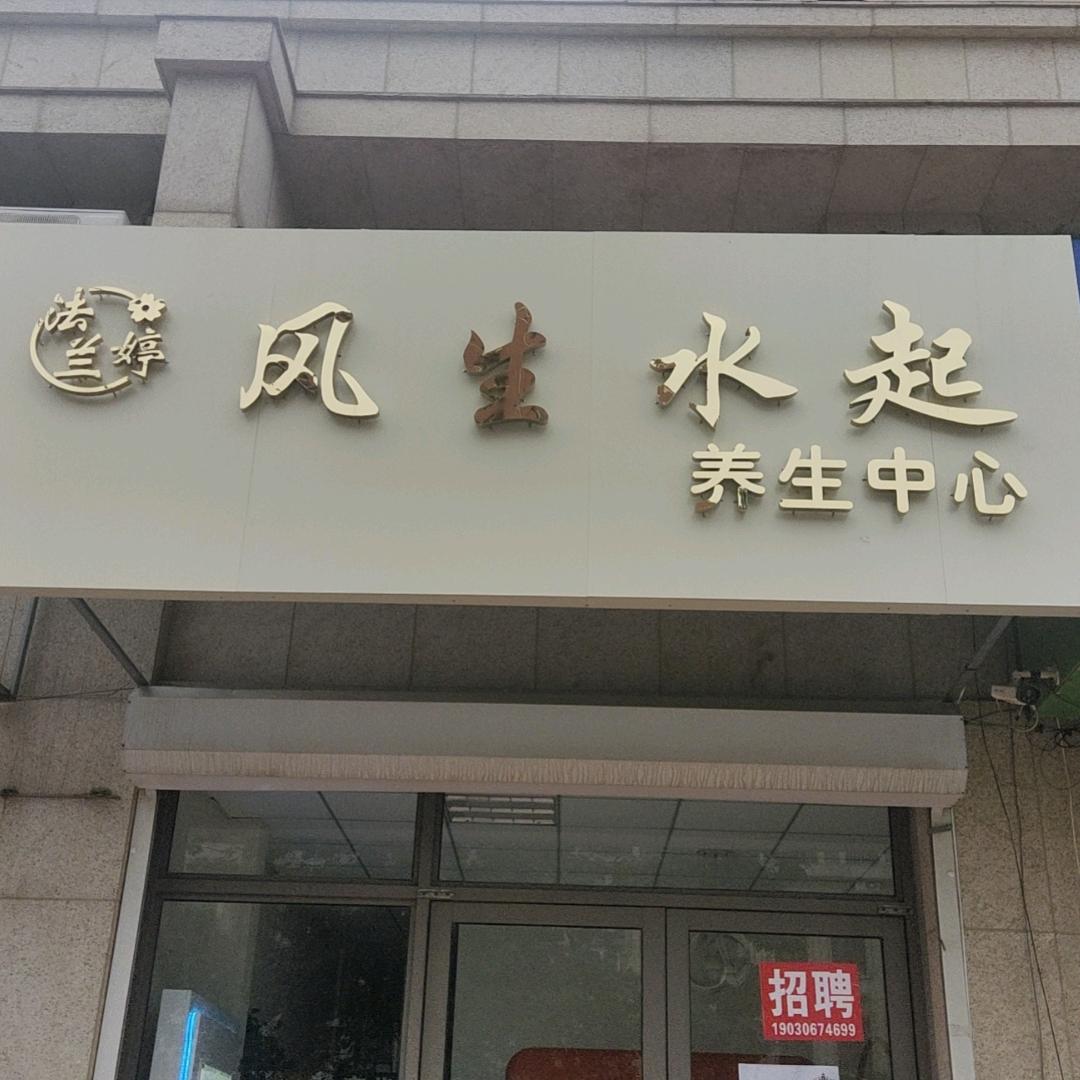 法兰婷
风生水起
养生中心
招聘
19030674699